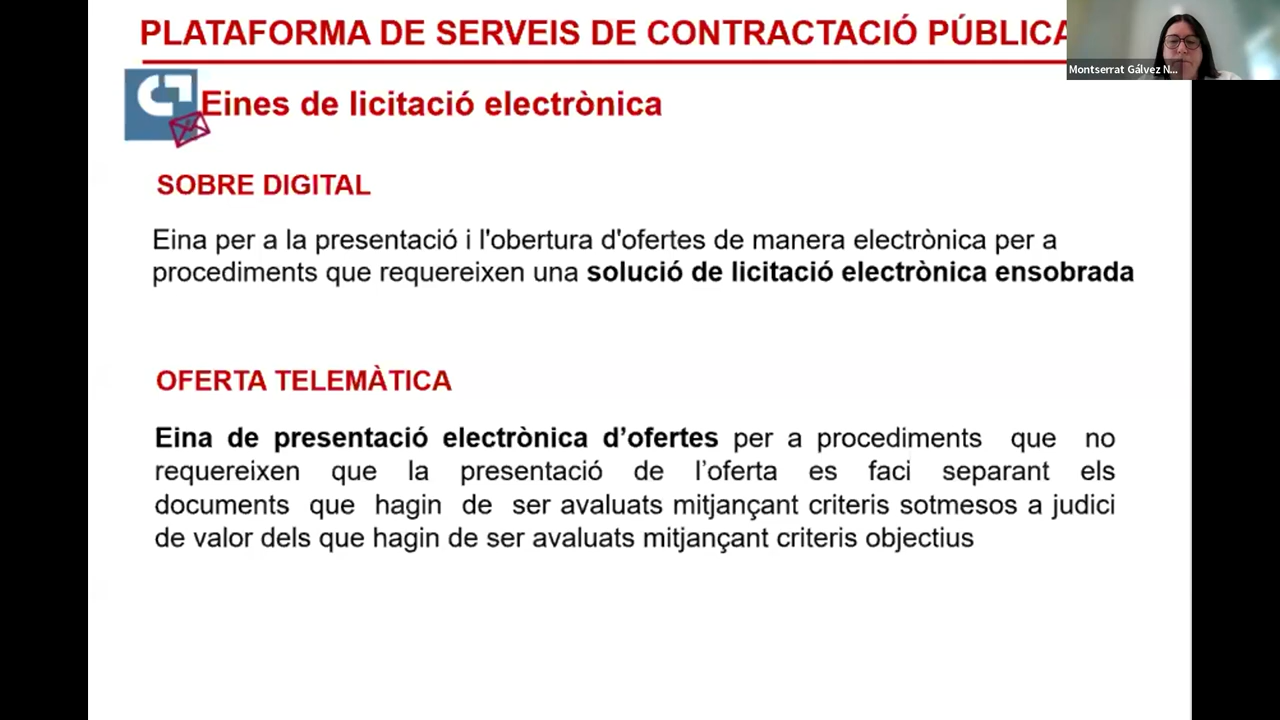 PLATAFORMA DE SERVEIS DE CONTRACTACIÓ PÚBLICA
Montserrat Gálvez N...
Eines de licitació electrònica
SOBRE DIGITAL
Eina per a la presentació i l'obertura d'ofertes de manera electrònica per a
procediments que requereixen una solució de licitació electrònica ensobrada
OFERTA TELEMÀTICA
Eina de presentació electrònica d’ofertes per a procediments que no
requereixen que la presentació de l’oferta es faci separant els
documents que hagin de ser avaluats mitjançant criteris sotmesos a judici
de valor dels que hagin de ser avaluats mitjançant criteris objectius